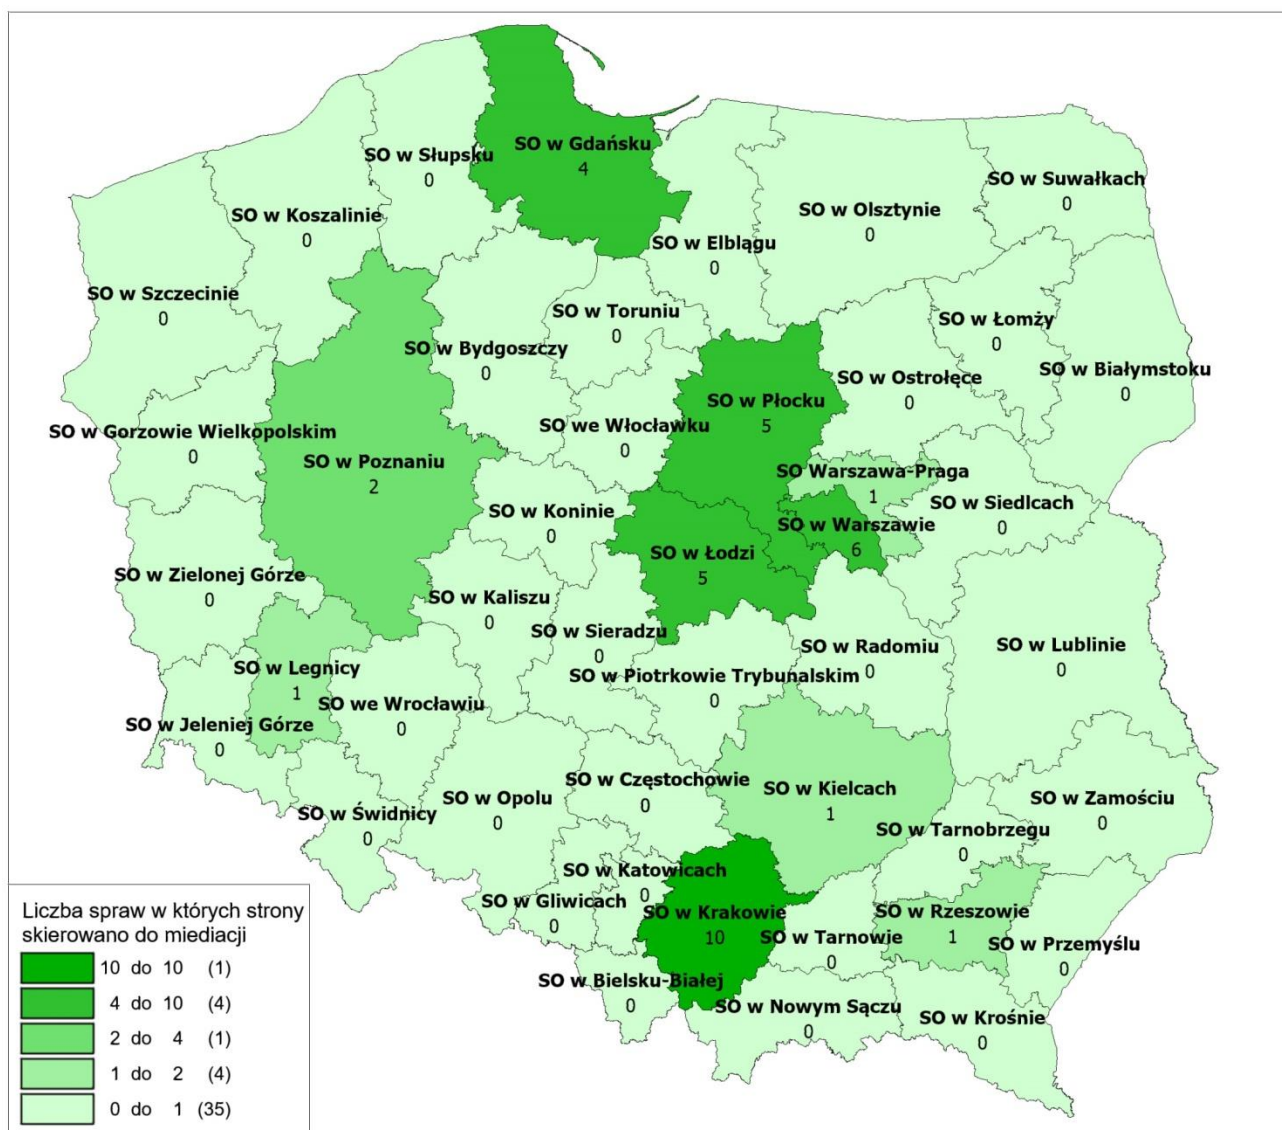 SO w Gdańsku
4
SO w Słupsku
0
SO w Suwałkach
0
SO w Koszalinie
0
SO w Olsztynie
0
SO w Elblągu
0
SO w Szczecinie
0
SO w Toruniu
0
SO w Łomży
0
SO w Bydgoszczy
0
SO w Białymstoku
0
SO w Ostrołęce
0
SO w Płocku
5
SO we Włocławku
0
SO w Gorzowie Wielkopolskim
0
SO w Poznaniu
2
SO Warszawa-Praga
1
SO w Siedlcach
0
SO w Koninie
0
SO w Warszawie
6
SO w Łodzi
5
SO w Zielonej Górze
0
SO w Kaliszu
0
SO w Sieradzu
0
SO w Radomiu
0
SO w Lublinie
0
SO w Legnicy
1
SO w Piotrkowie Trybunalskim
0
SO we Wrocławiu
0
SO w Jeleniej Górze
0
SO w Częstochowie
0
SO w Kielcach
1
SO w Opolu
0
SO w Zamościu
0
SO w Świdnicy
0
SO w Tarnobrzegu
0
SO w Katowicach
0
SO w Gliwicach
0
SO w Krakowie
10
SO w Rzeszowie
1
SO w Tarnowie
0
SO w Przemyślu
0
SO w Bielsku-Białej
0
SO w Nowym Sączu
0
SO w Krośnie
0
Liczba spraw w których strony
skierowano do miediacji
10 do 10 (1)
4 do 10 (4)
2 do 4 (1)
1 do 2 (4)
0 do 1 (35)